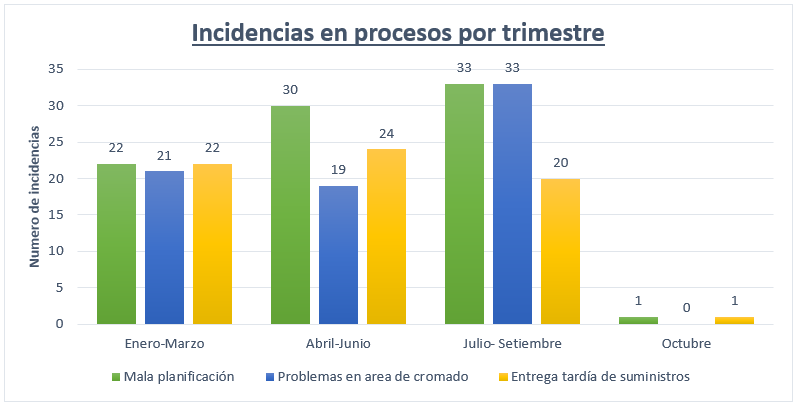 Incidencias en procesos por trimestre
Numero de incidencias
35
30
25
20
15
10
5
0
22 21 22
30 19 24
33 33 20
1 0 1
Enero-Marzo Abril-Junio Julio- Setiembre Octubre
Mala planificación Problemas en area de cromado Entrega tardía de suministros